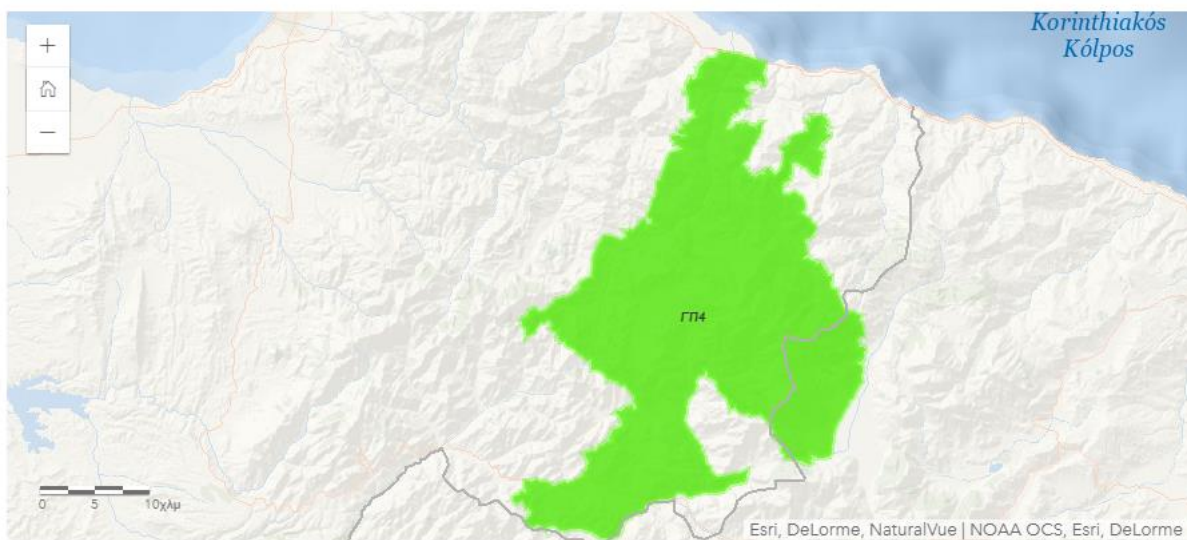 Korinthiakós
Kólpos
+
−
ΓΠ4
0 5 10χλμ
Esri, DeLorme, NaturalVue | NOAA OCS, Esri, DeLorme